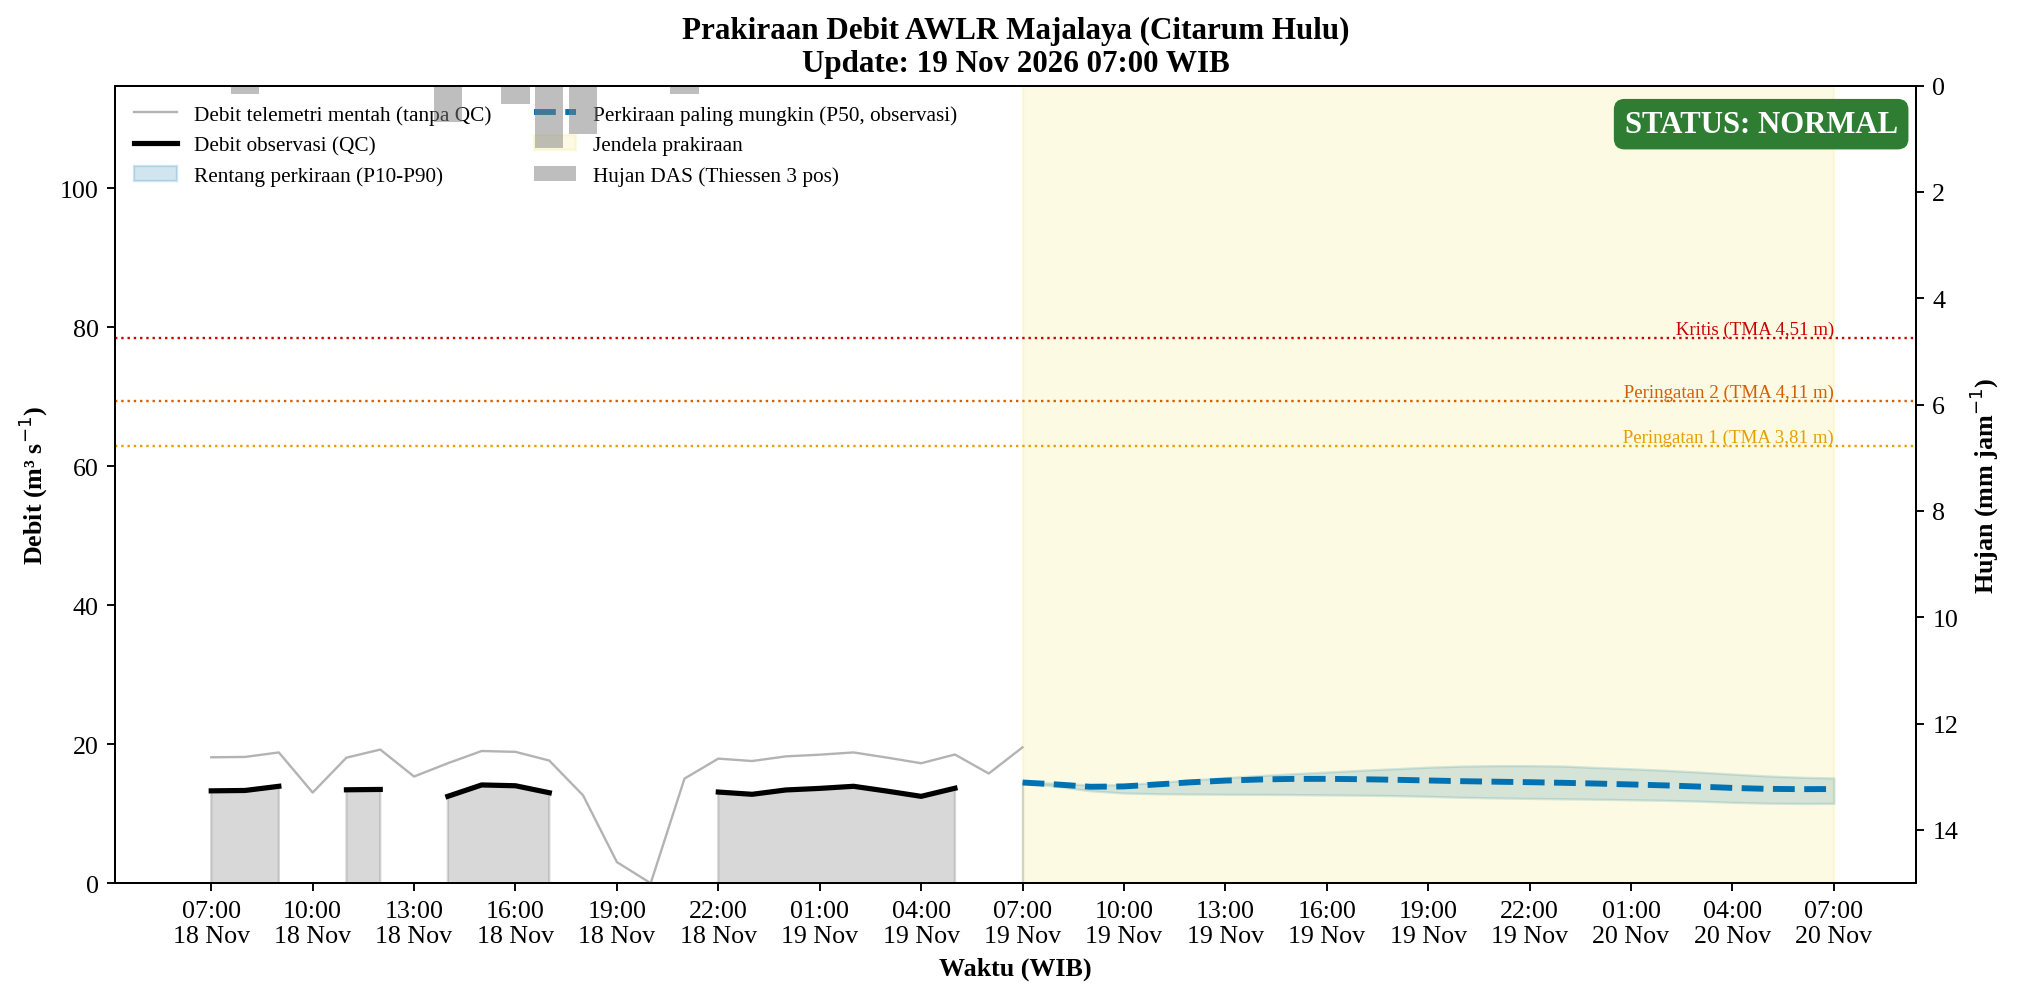 Prakiraan Debit AWLR Majalaya (Citarum Hulu)
Update: 19 Nov 2026 07:00 WIB
Debit telemetri mentah (tanpa QC)
Debit observasi (QC)
Rentang perkiraan (P10-P90)
Perkiraan paling mungkin (P50, observasi)
Jendela prakiraan
Hujan DAS (Thiessen 3 pos)
STATUS: NORMAL
Kritis (TMA 4,51 m)
Peringatan 2 (TMA 4,11 m)
Peringatan 1 (TMA 3,81 m)
Debit (m³ s⁻¹)
100
80
60
40
20
0
Hujan (mm jam⁻¹)
0
2
4
6
8
10
12
14
07:00 10:00 13:00 16:00 19:00 22:00 01:00 04:00 07:00 10:00 13:00 16:00 19:00 22:00 01:00 04:00 07:00
18 Nov 18 Nov 18 Nov 18 Nov 18 Nov 18 Nov 19 Nov 19 Nov 19 Nov 19 Nov 19 Nov 19 Nov 19 Nov 19 Nov 20 Nov 20 Nov 20 Nov
Waktu (WIB)